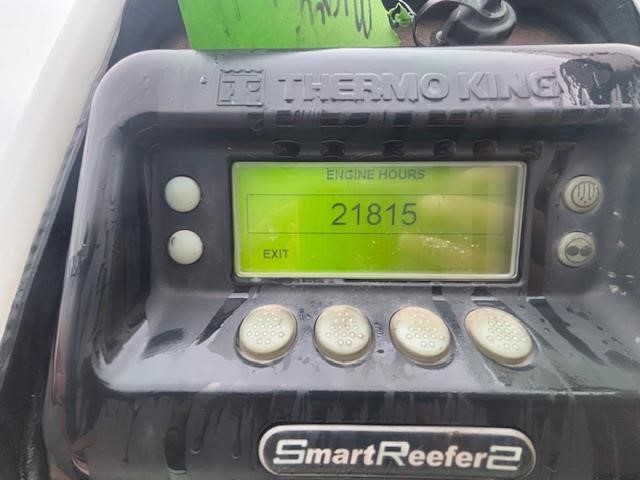 THERMO KING
ENGINE HOURS
21815
EXIT
SmartReefer2